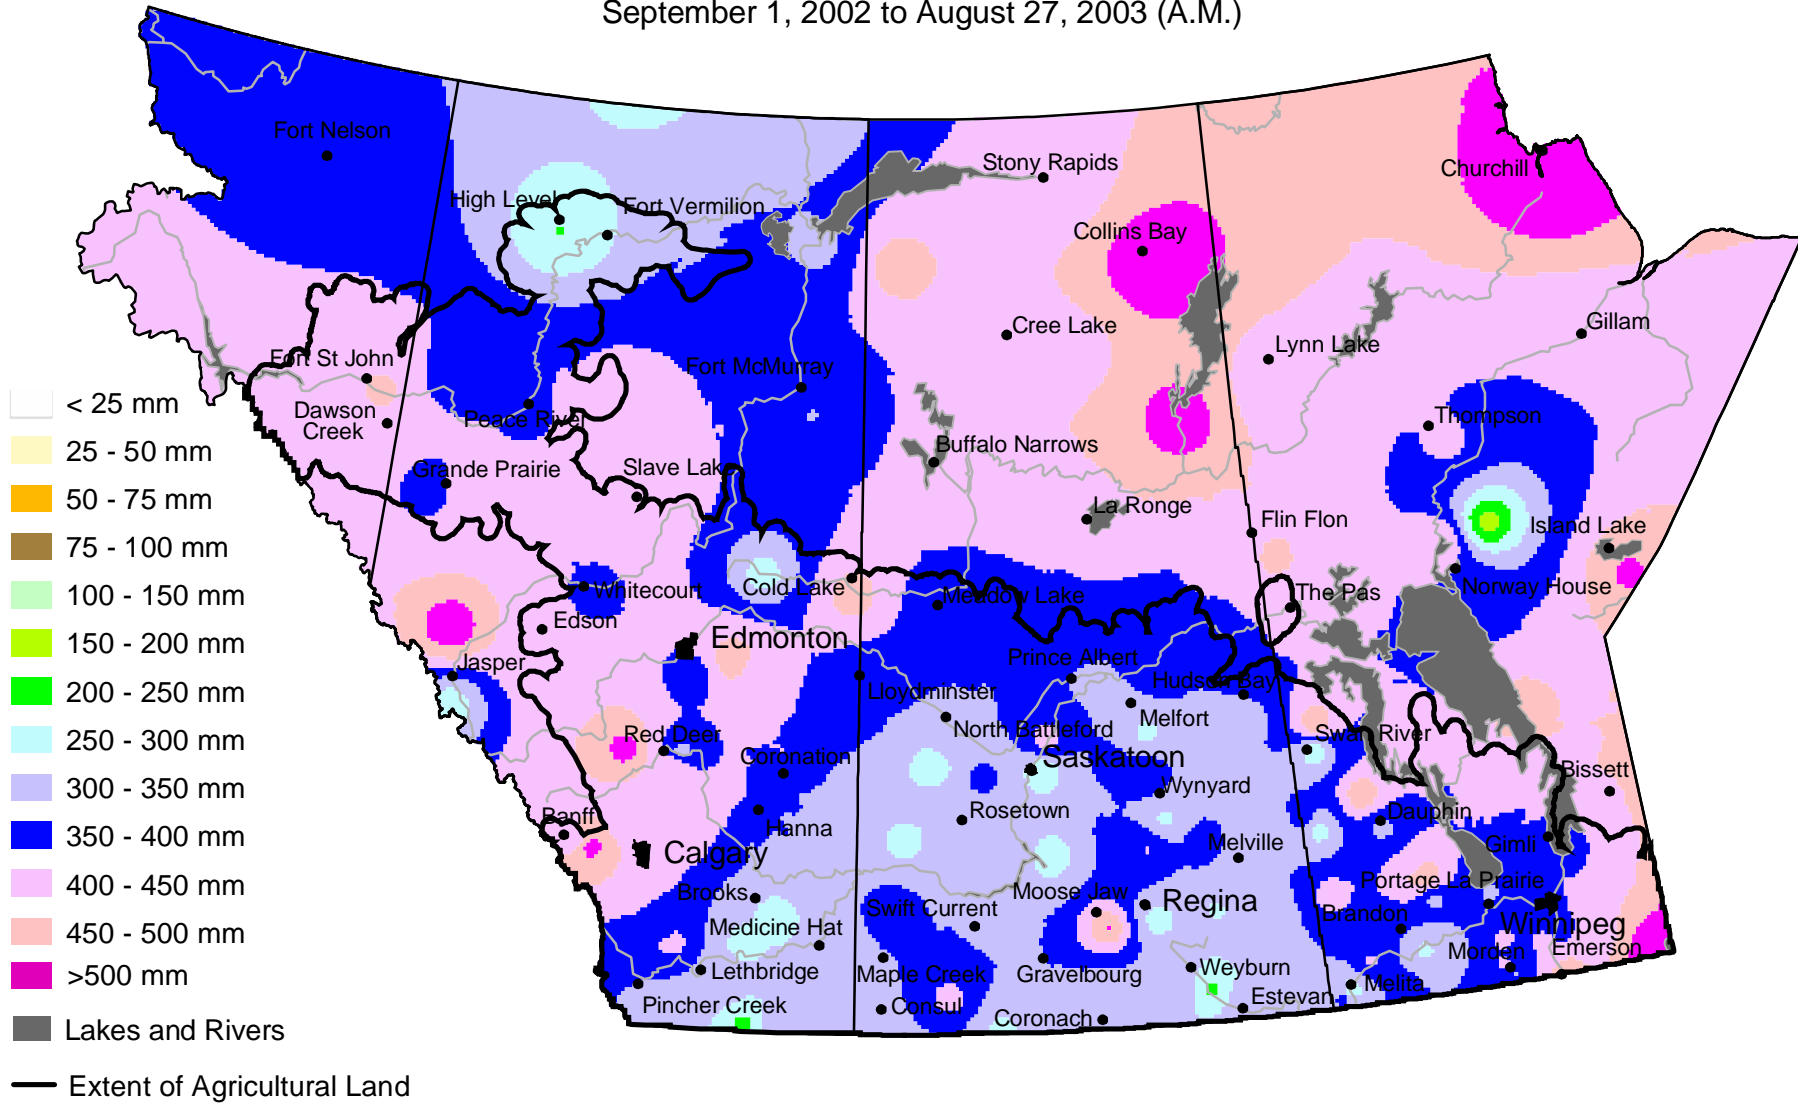 September 1, 2002 to August 27, 2003 (A.M.)
Fort Nelson
Stony Rapids
Churchill
High Level
Fort Vermilion
Collins Bay
Gillam
Cree Lake
Lynn Lake
Fort St John
Fort McMurray
Dawson
Creek
Peace River
Thompson
Buffalo Narrows
Grande Prairie
Slave Lake
La Ronge
Flin Flon
Island Lake
Whitecourt
Cold Lake
Meadow Lake
The Pas
Norway House
Edson
Edmonton
Jasper
Prince Albert
Hudson Bay
Lloydminster
Melfort
North Battleford
Red Deer
Swan River
Coronation
Saskatoon
Bissett
Wynyard
Rosetown
Dauphin
Banff
Hanna
Melville
Gimli
Calgary
Brooks
Moose Jaw
Portage La Prairie
Swift Current
Regina
Brandon
Winnipeg
Medicine Hat
Morden
Emerson
Lethbridge
Maple Creek
Gravelbourg
Weyburn
Melita
Pincher Creek
Consul
Estevan
Coronach
< 25 mm
25 - 50 mm
50 - 75 mm
75 - 100 mm
100 - 150 mm
150 - 200 mm
200 - 250 mm
250 - 300 mm
300 - 350 mm
350 - 400 mm
400 - 450 mm
450 - 500 mm
>500 mm
Lakes and Rivers
Extent of Agricultural Land